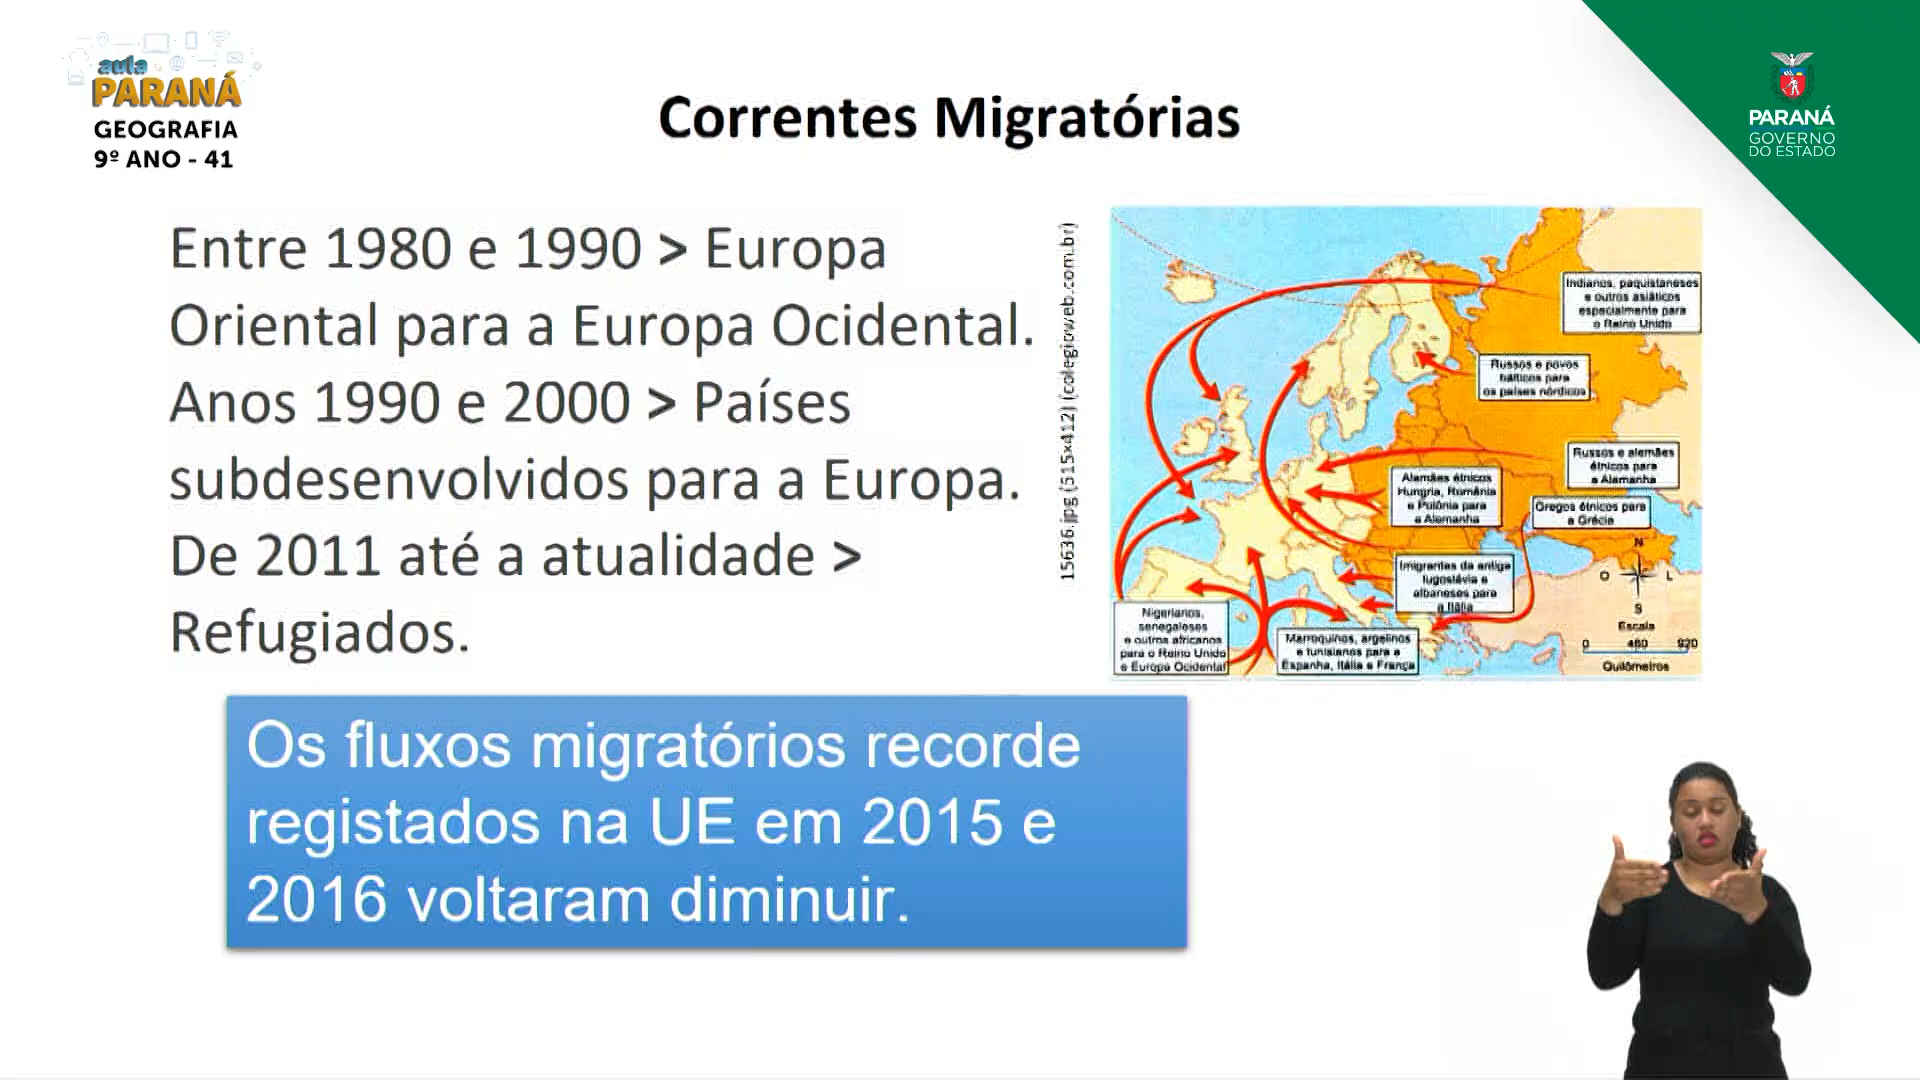 aula
PARANÁ
GEOGRAFIA
9º ANO - 41
Correntes Migratórias
PARANÁ
GOVERNO
DO ESTADO
Entre 1980 e 1990 > Europa
Oriental para a Europa Ocidental.
Anos 1990 e 2000 > Países
subdesenvolvidos para a Europa.
De 2011 até a atualidade >
Refugiados.
15636.jpg (515×412) (colegioweb.com.br)
Indianos, paquistaneses
e outros asiáticos
especialmente para
o Reino Unido
Russos e povos
bálticos para
os países nórdicos
Russos e alemães
étnicos para
a Alemanha
Alemães étnicos
Hungria, Romênia
e Polônia para
a Alemanha
Gregos étnicos para
a Grécia
Imigrantes da antiga
Iugoslávia e
albaneses para
a Itália
Nigerianos,
senegaleses
e outros africanos
para o Reino Unido
e Europa Ocidental
Marroquinos, argelinos
e tunisianos para a
Espanha, Itália e França
N
O
L
S
Escala
0 460 920
Quilômetros
Os fluxos migratórios recorde
registados na UE em 2015 e
2016 voltaram diminuir.